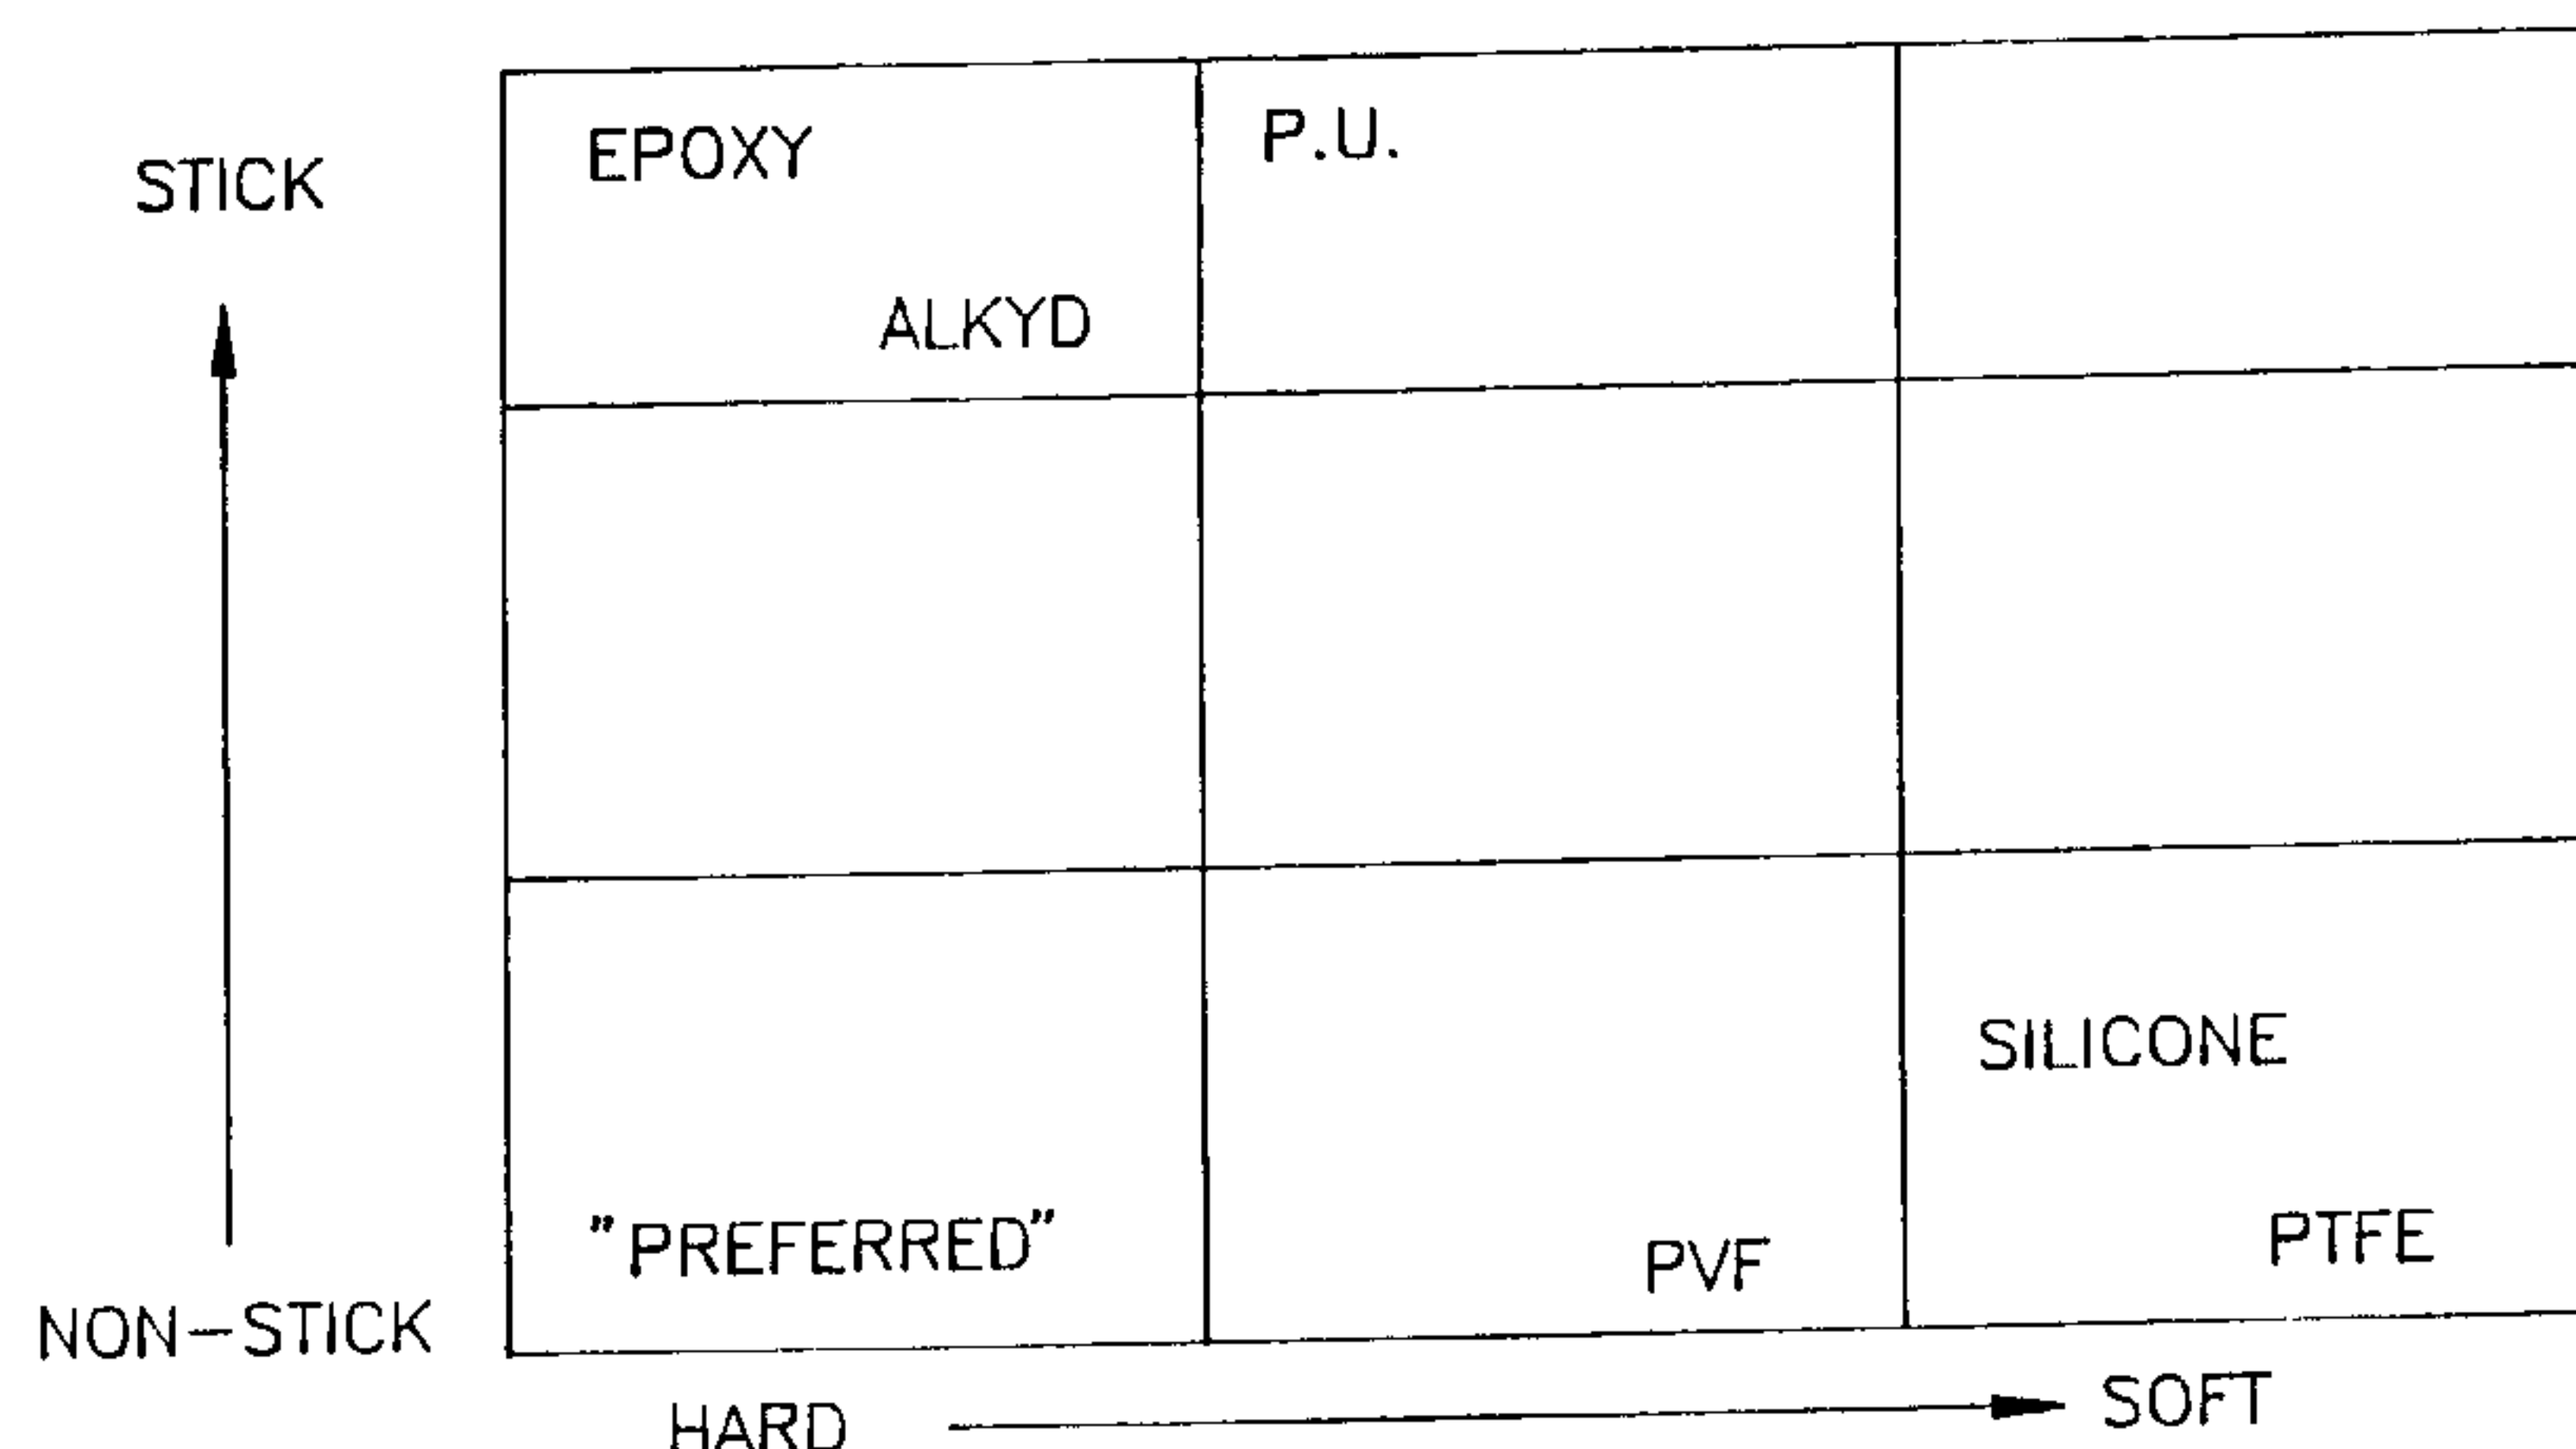 EPOXY
P.U.
STICK
ALKYD
SILICONE
"PREFERRED"
PVF
PTFE
NON-STICK
HARD
SOFT